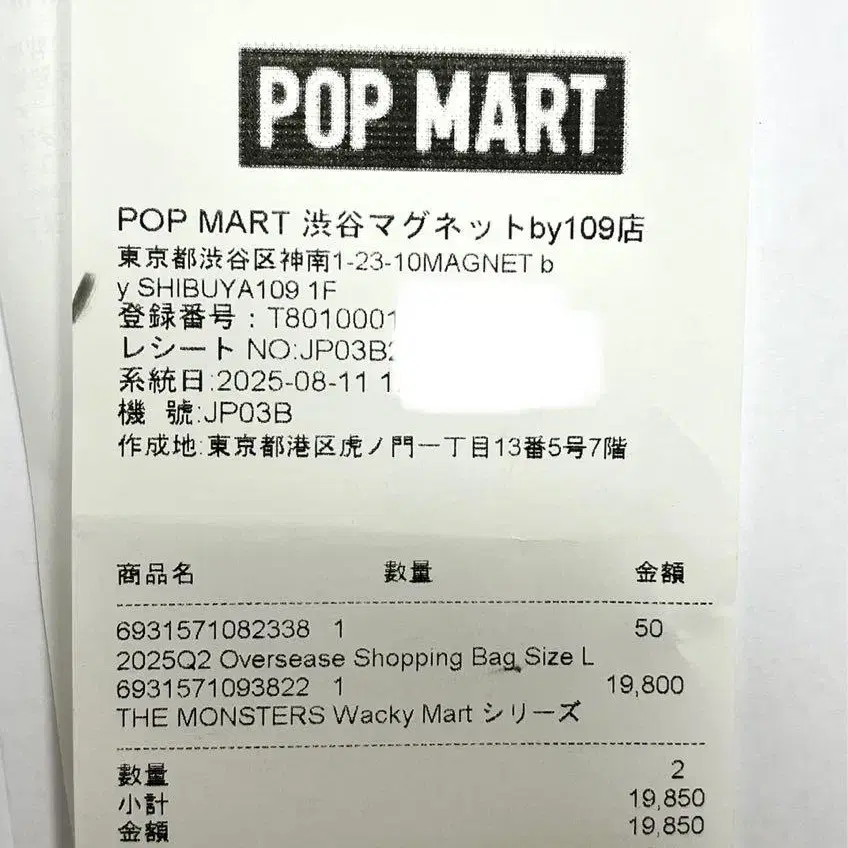 POP MART
POP MART 渋谷マグネットby109店
東京都渋谷区神南1-23-10MAGNET b
y SHIBUYA109 1F
登録番号：T8010001
レシート NO:JP03B
系統日:2025-08-11 1
機 號:JP03B
作成地:東京都港区虎ノ門一丁目13番5号7階
商品名 數量 金額
6931571082338 1 50
2025Q2 Oversease Shopping Bag Size L
6931571093822 1 19,800
THE MONSTERS Wacky Mart シリーズ
數量 2
小計 19,850
金額 19,850